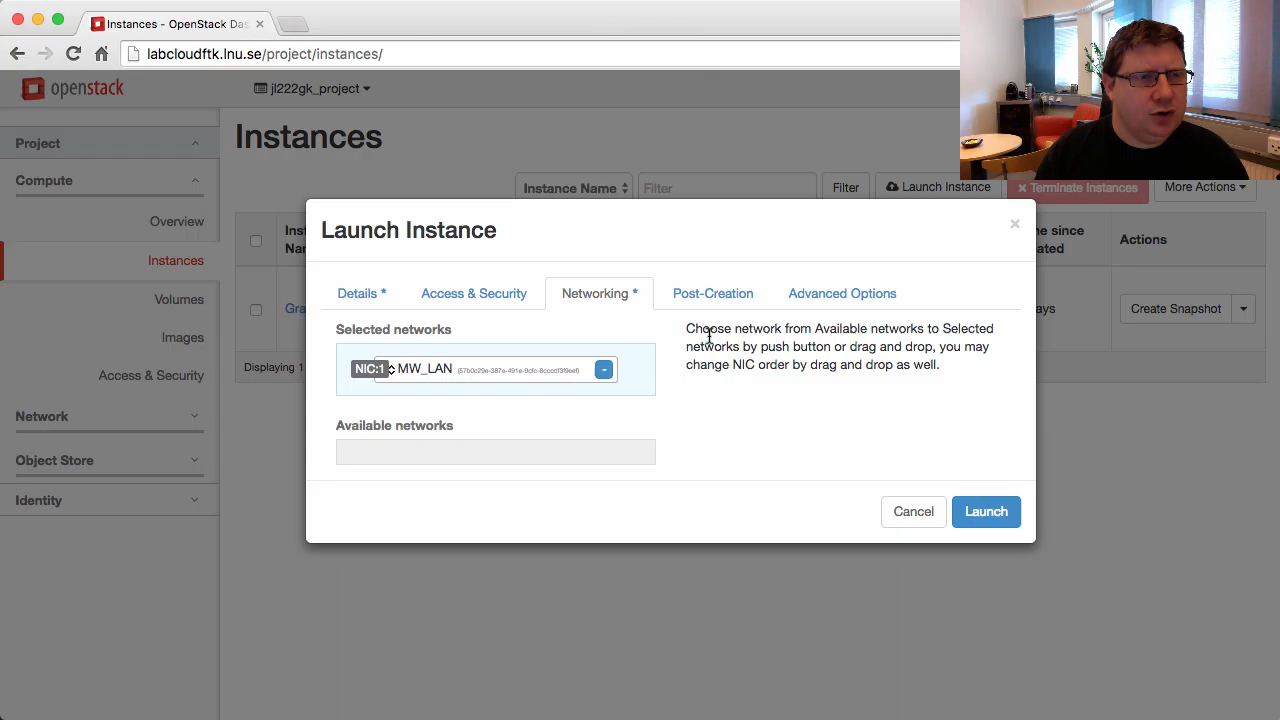 Instances - OpenStack Das
labcloudftk.lnu.se/project/instances/
openstack
jl222gk_project
Project
Compute
Overview
Instances
Volumes
Images
Access & Security
Network
Object Store
Identity
Instances
Instance Name
Filter
Filter
Launch Instance
Terminate Instances
More Actions
Actions
Create Snapshot
Displaying 1
Launch Instance
×
Details *
Access & Security
Networking *
Post-Creation
Advanced Options
Selected networks
NIC:1
MW_LAN
-
Available networks
Choose network from Available networks to Selected
networks by push button or drag and drop, you may
change NIC order by drag and drop as well.
Cancel
Launch